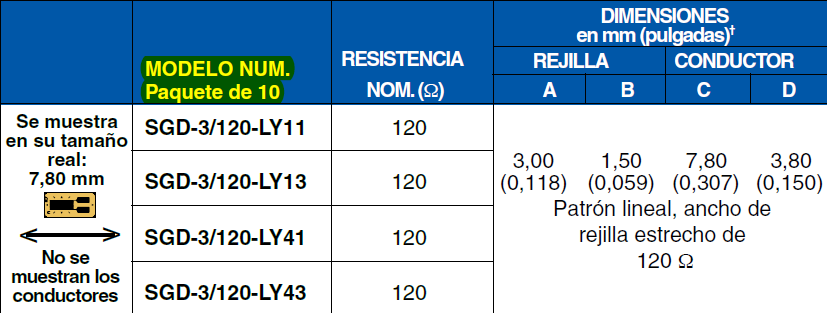 DIMENSIONES
en mm (pulgadas)†
MODELO NUM.
Paquete de 10
RESISTENCIA
NOM. (Ω)
REJILLA
CONDUCTOR
A
B
C
D
Se muestra
en su tamaño
real:
7,80 mm
No se
muestran los
conductores
SGD-3/120-LY11
120
SGD-3/120-LY13
120
SGD-3/120-LY41
120
SGD-3/120-LY43
120
3,00 1,50 7,80 3,80
(0,118) (0,059) (0,307) (0,150)
Patrón lineal, ancho de
rejilla estrecho de
120 Ω